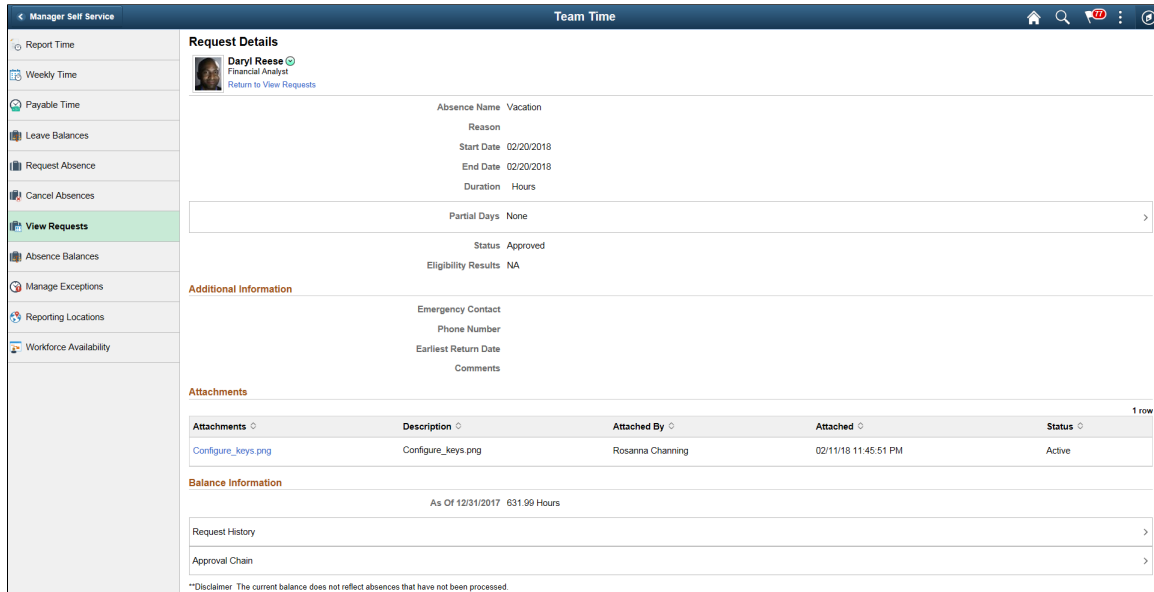 Manager Self Service
Team Time
77
Report Time
Weekly Time
Payable Time
Leave Balances
Request Absence
Cancel Absences
View Requests
Absence Balances
Manage Exceptions
Reporting Locations
Workforce Availability
Request Details
Daryl Reese
Financial Analyst
Return to View Requests
Absence Name Vacation
Reason
Start Date 02/20/2018
End Date 02/20/2018
Duration Hours
Partial Days None
Status Approved
Eligibility Results NA
Additional Information
Emergency Contact
Phone Number
Earliest Return Date
Comments
Attachments
1 row
Attachments Description Attached By Attached Status
Configure_keys.png Configure_keys.png Rosanna Channing 02/11/18 11:45:51 PM Active
Balance Information
As Of 12/31/2017 631.99 Hours
Request History
Approval Chain
**Disclaimer The current balance does not reflect absences that have not been processed.